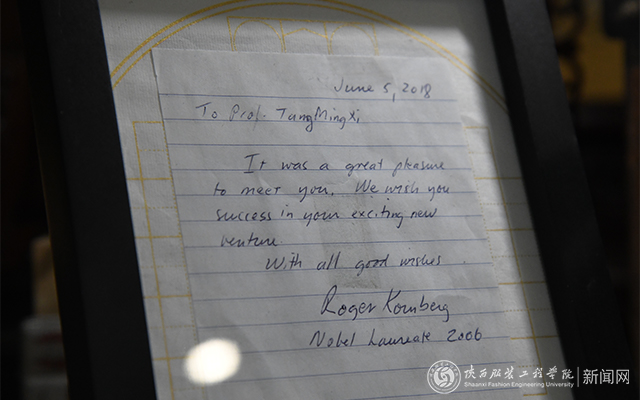 June 5, 2018
To Prof. TangMingXi,
It was a great pleasure
to meet you. We wish you
success in your exciting new
venture.
With all good wishes.
Roger Kornberg
Nobel Laureate 2006
陕西服装工程学院 新闻网
Shaanxi Fashion Engineering University